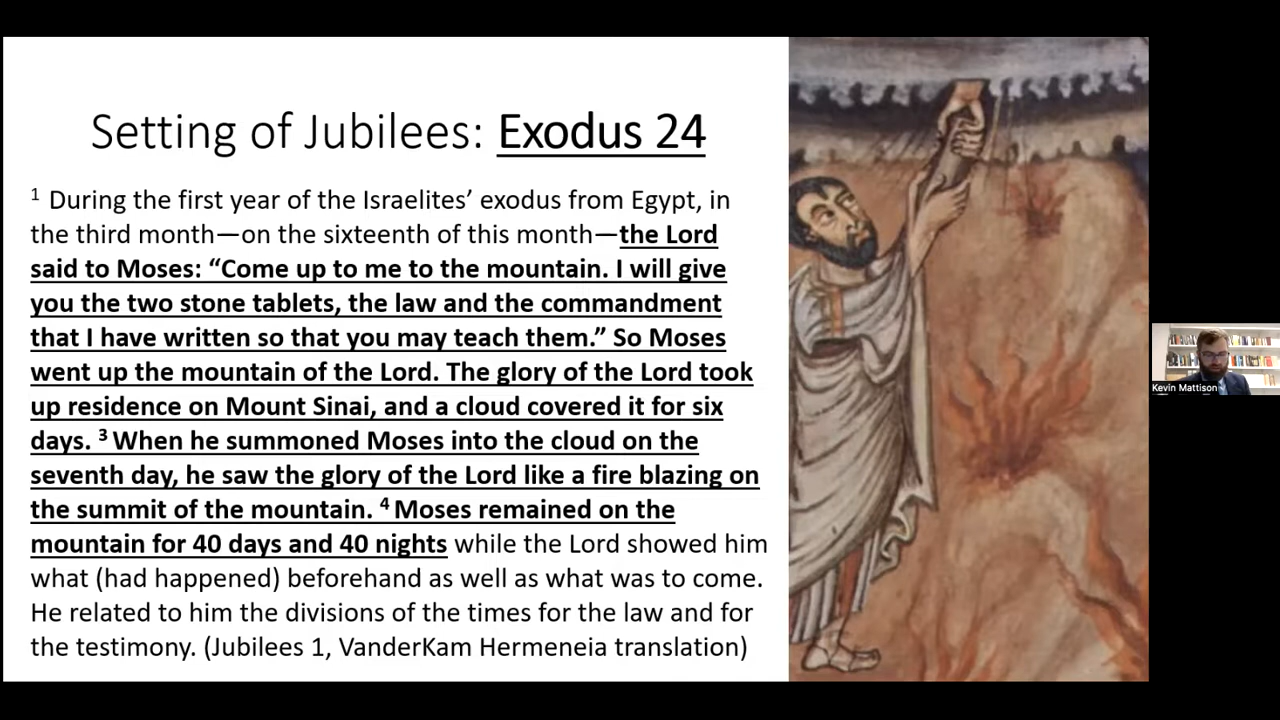 Setting of Jubilees: Exodus 24
1 During the first year of the Israelites’ exodus from Egypt, in
the third month—on the sixteenth of this month—the Lord
said to Moses: “Come up to me to the mountain. I will give
you the two stone tablets, the law and the commandment
that I have written so that you may teach them.” So Moses
went up the mountain of the Lord. The glory of the Lord took
up residence on Mount Sinai, and a cloud covered it for six
days. 3 When he summoned Moses into the cloud on the
seventh day, he saw the glory of the Lord like a fire blazing on
the summit of the mountain. 4 Moses remained on the
mountain for 40 days and 40 nights while the Lord showed him
what (had happened) beforehand as well as what was to come.
He related to him the divisions of the times for the law and for
the testimony. (Jubilees 1, VanderKam Hermeneia translation)
Kevin Mattison